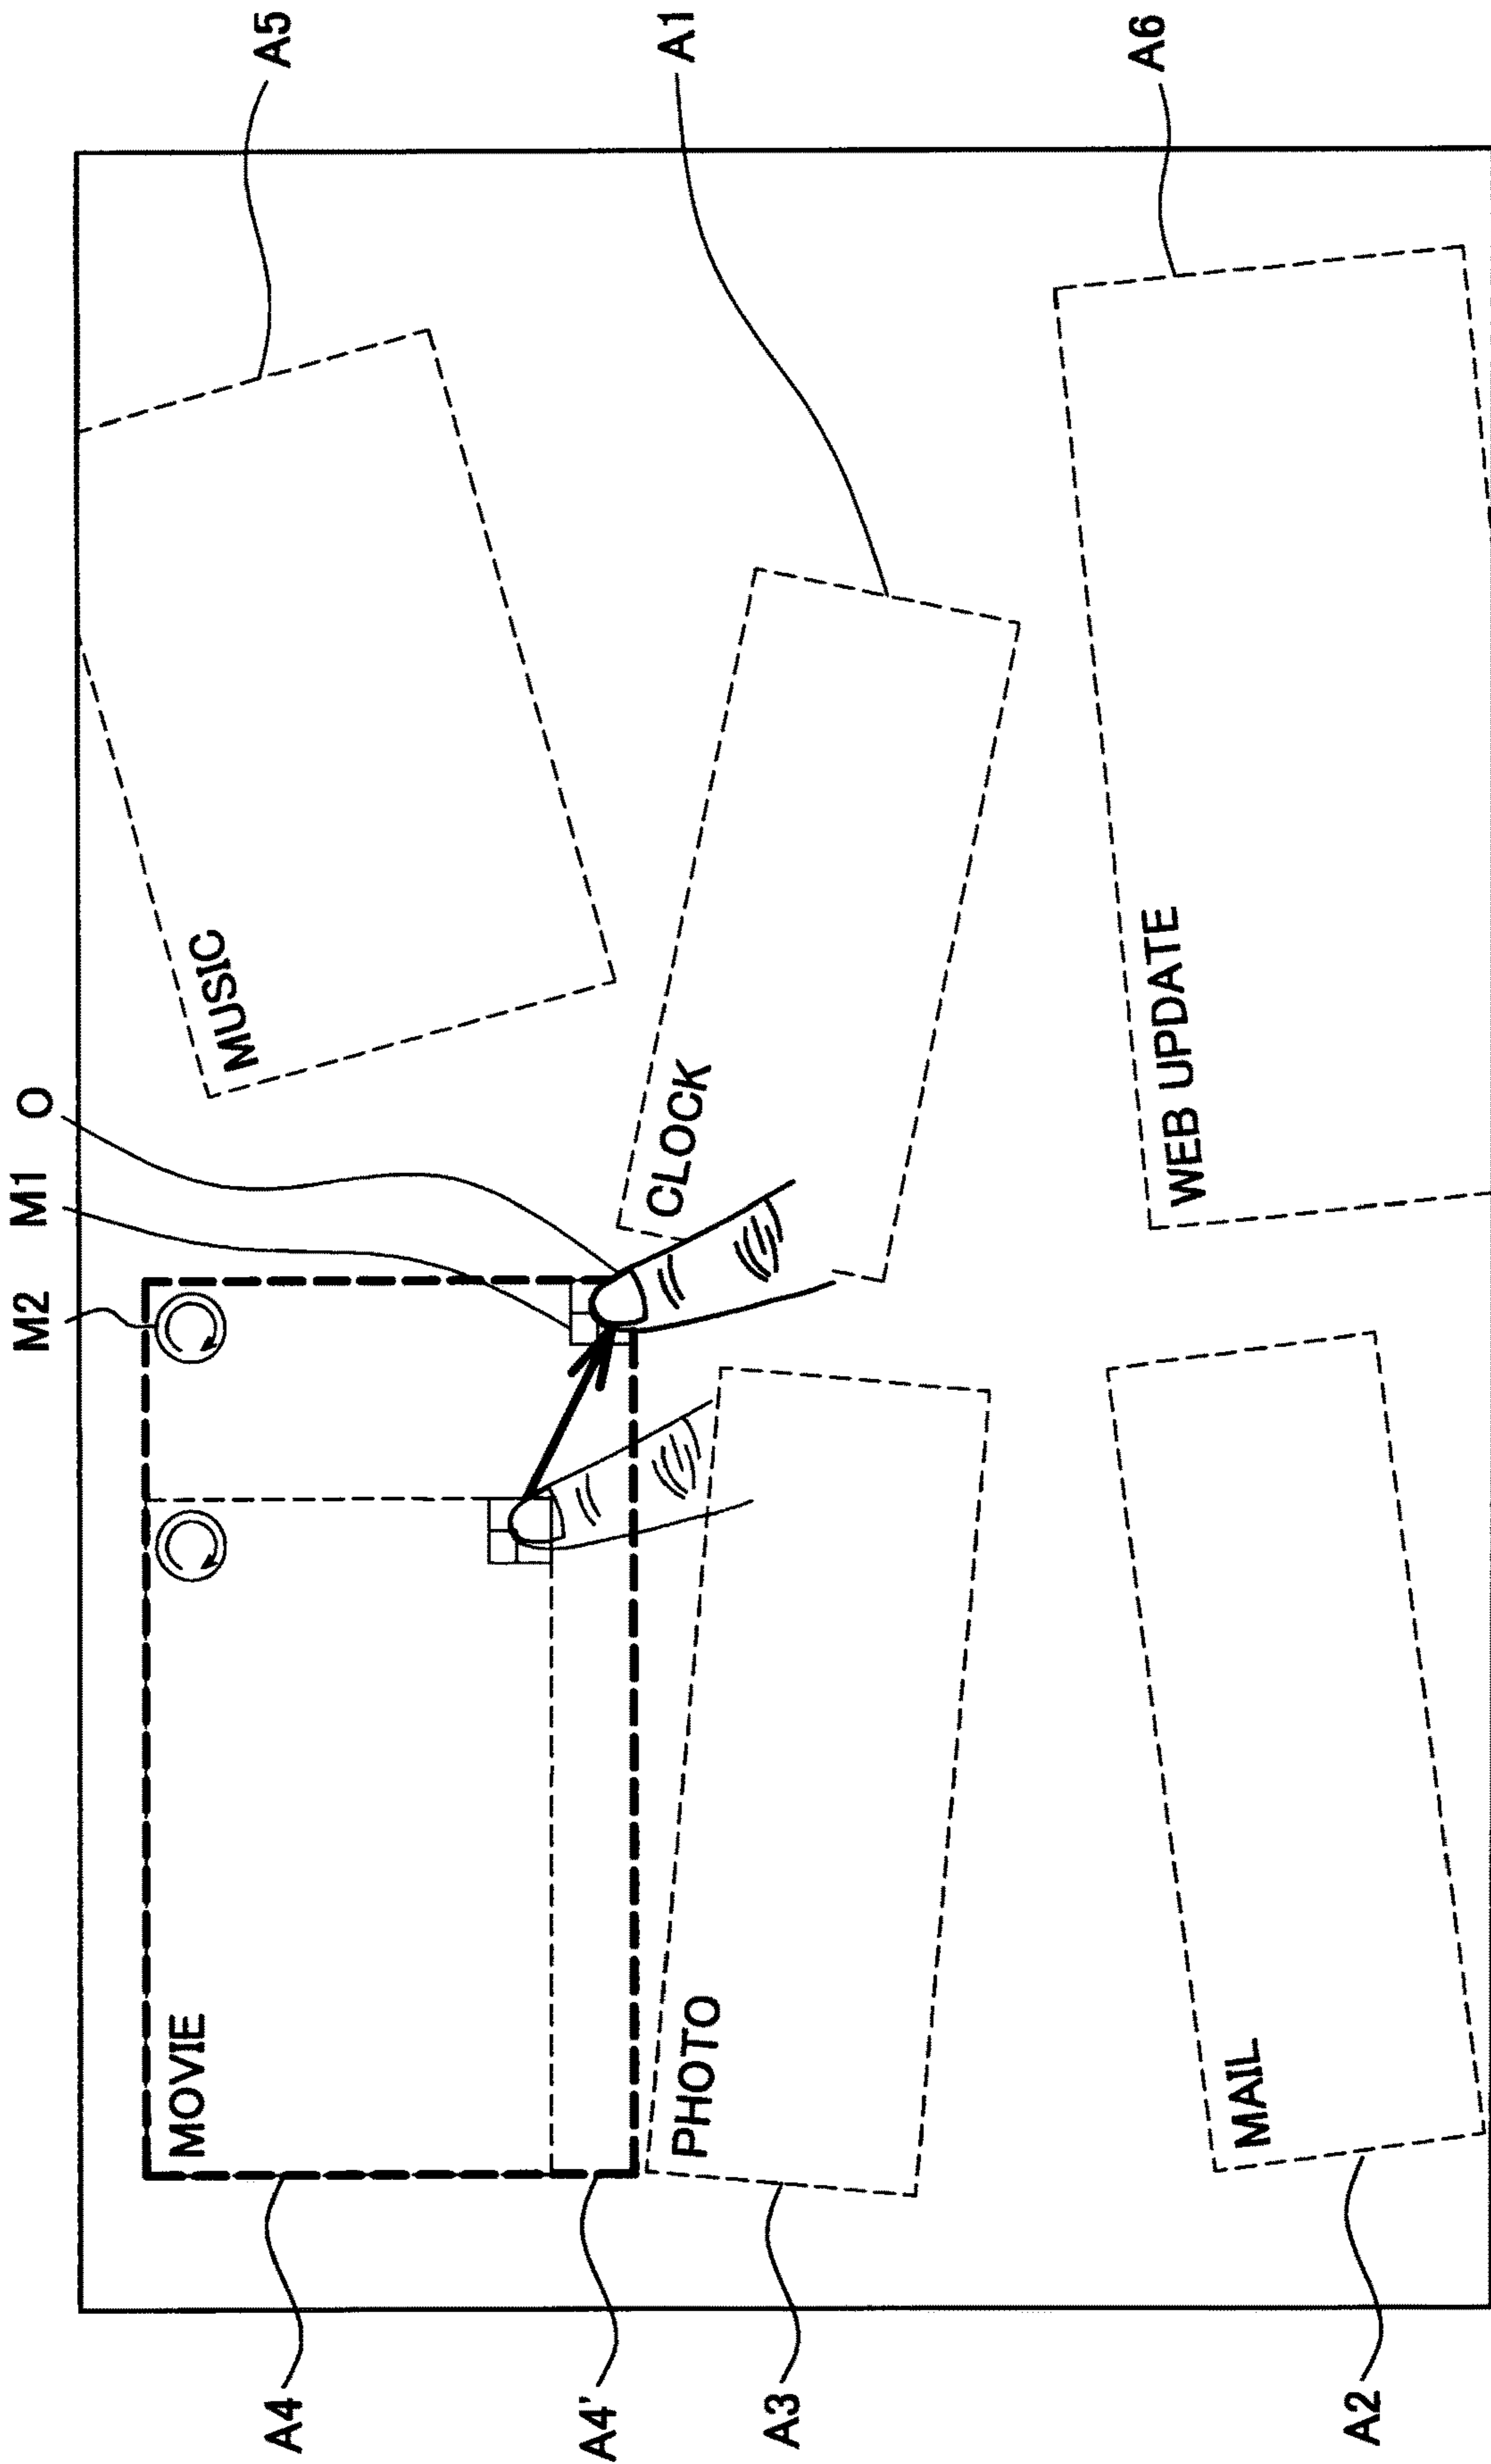 M2 M1 O
MOVIE
MUSIC
A4
A5
A4'
PHOTO
CLOCK
A1
A3
A6
WEB UPDATE
MAIL
A2